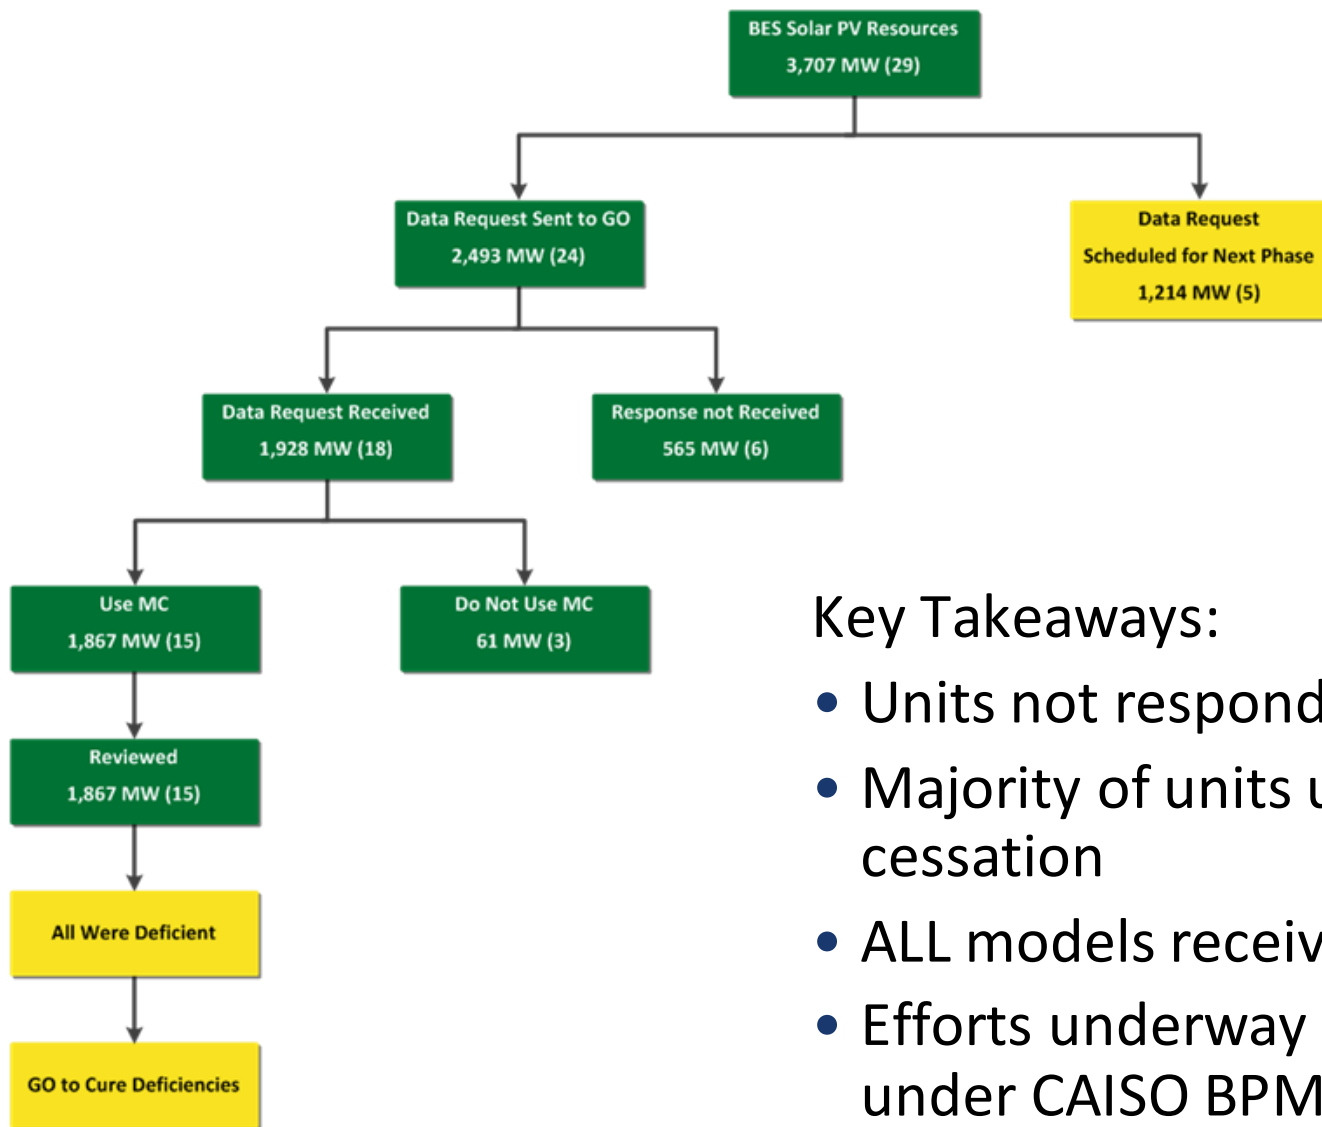 BES Solar PV Resources
3,707 MW (29)
Data Request Sent to GO
2,493 MW (24)
Data Request
Scheduled for Next Phase
1,214 MW (5)
Data Request Received
1,928 MW (18)
Response not Received
565 MW (6)
Use MC
1,867 MW (15)
Do Not Use MC
61 MW (3)
Reviewed
1,867 MW (15)
All Were Deficient
GO to Cure Deficiencies
Key Takeaways:
• Units not respond
• Majority of units u
cessation
• ALL models receiv
• Efforts underway
under CAISO BPM